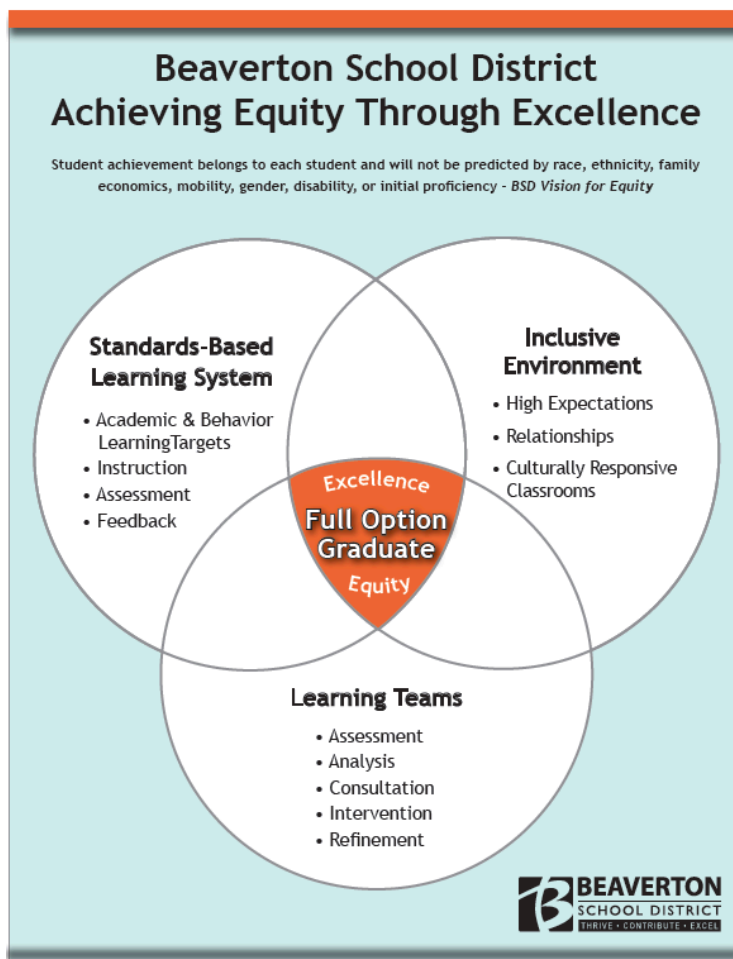 Beaverton School District
Achieving Equity Through Excellence
Student achievement belongs to each student and will not be predicted by race, ethnicity, family
economics, mobility, gender, disability, or initial proficiency - BSD Vision for Equity
Standards-Based
Learning System
• Academic & Behavior
LearningTargets
• Instruction
• Assessment
• Feedback
Inclusive
Environment
• High Expectations
• Relationships
• Culturally Responsive
Classrooms
Excellence
Full Option
Graduate
Equity
Learning Teams
• Assessment
• Analysis
• Consultation
• Intervention
• Refinement
BEAVERTON
SCHOOL DISTRICT
THRIVE • CONTRIBUTE • EXCEL